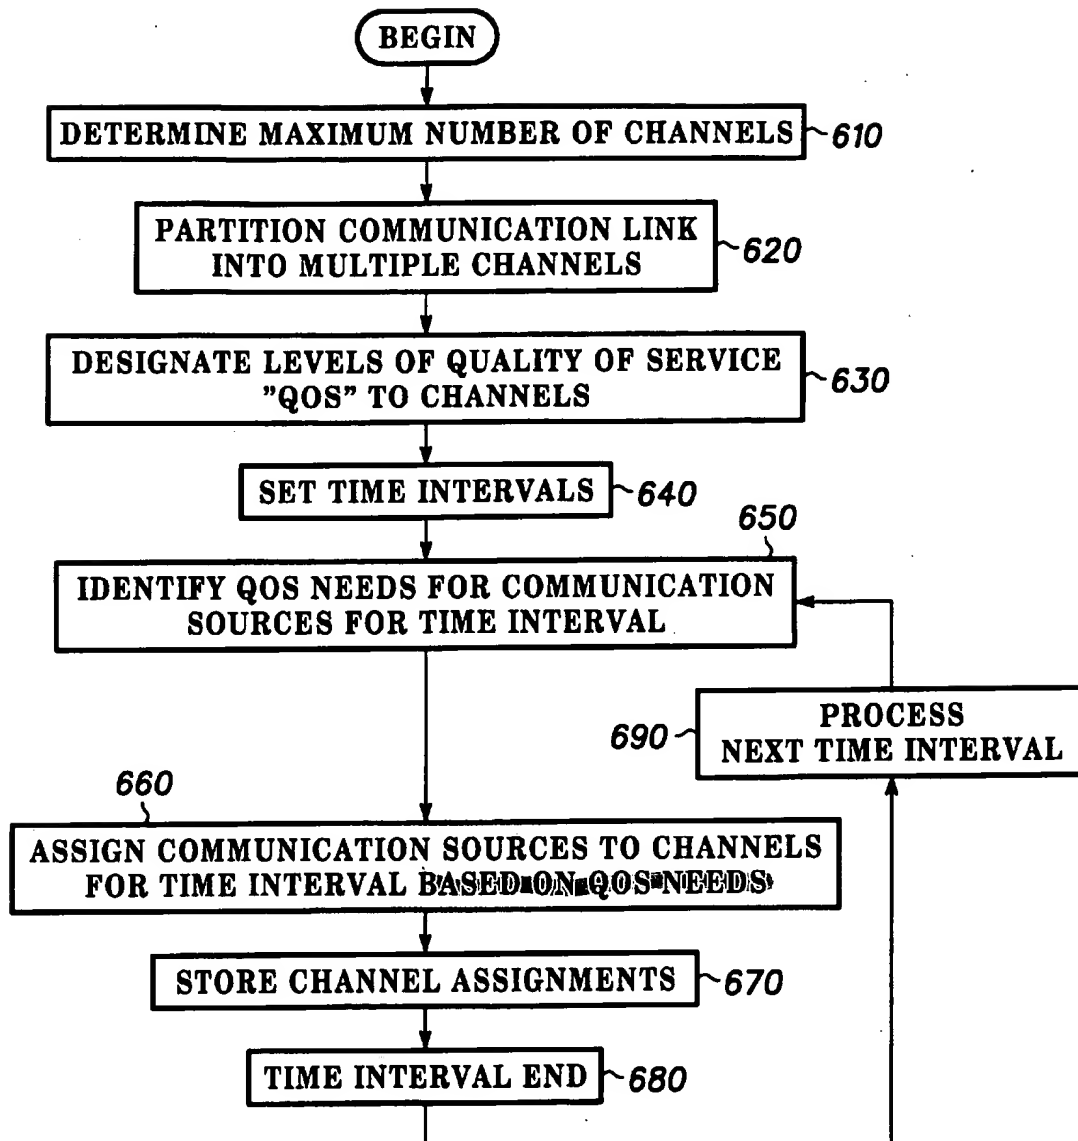 BEGIN
DETERMINE MAXIMUM NUMBER OF CHANNELS
610
PARTITION COMMUNICATION LINK
INTO MULTIPLE CHANNELS
620
DESIGNATE LEVELS OF QUALITY OF SERVICE
"QOS" TO CHANNELS
630
SET TIME INTERVALS
640
650
IDENTIFY QOS NEEDS FOR COMMUNICATION
SOURCES FOR TIME INTERVAL
690
PROCESS
NEXT TIME INTERVAL
660
ASSIGN COMMUNICATION SOURCES TO CHANNELS
FOR TIME INTERVAL BASED ON QOS NEEDS
STORE CHANNEL ASSIGNMENTS
670
TIME INTERVAL END
680